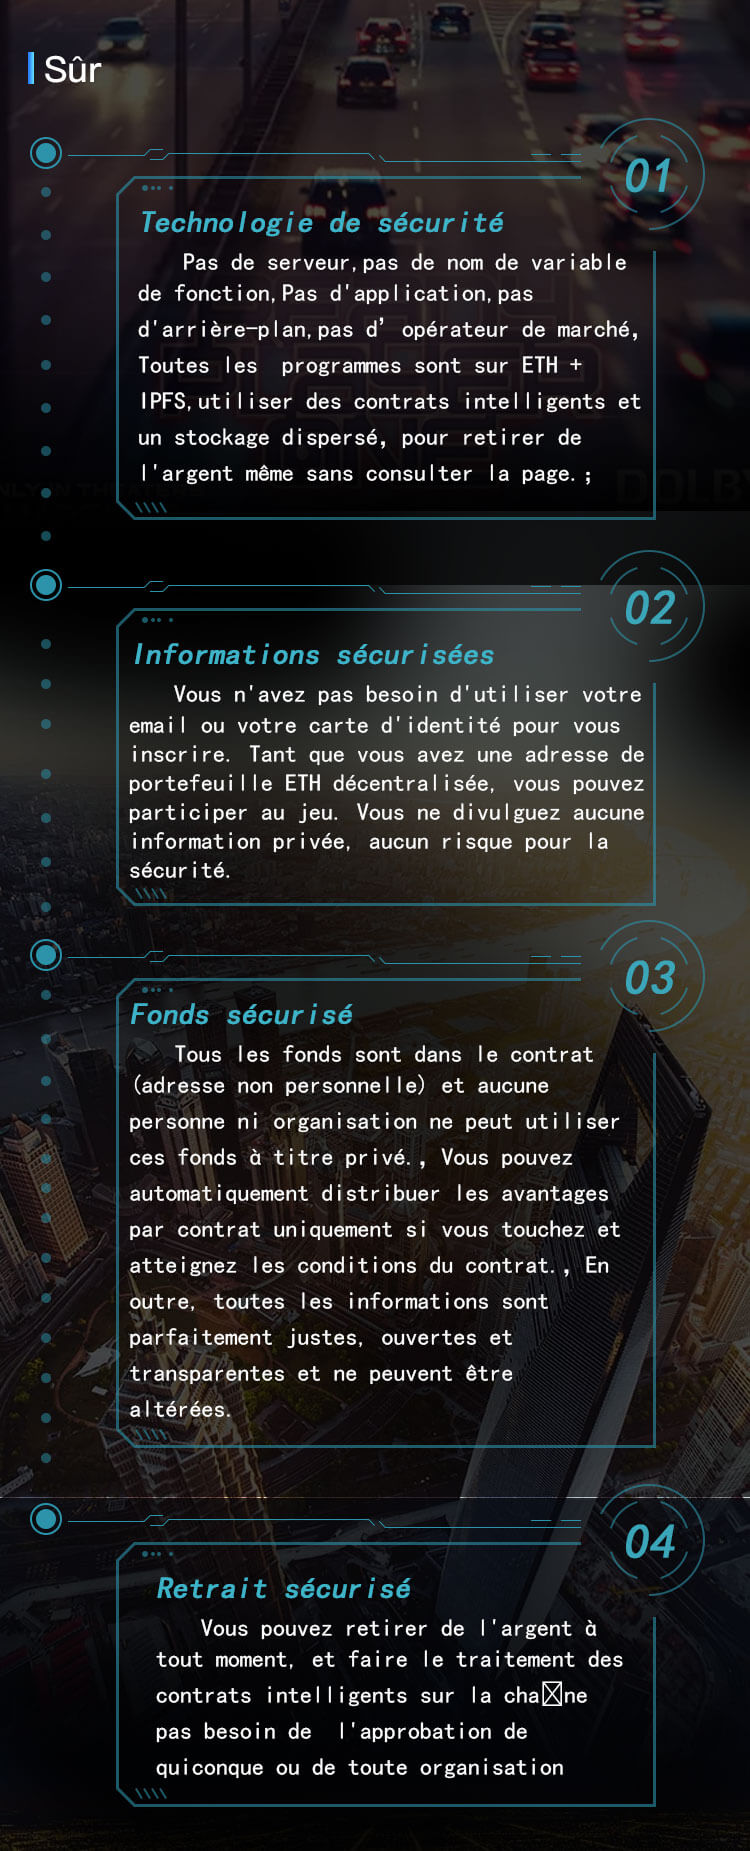 Sûr
01
Technologie de sécurité
Pas de serveur,pas de nom de variable
de fonction,Pas d'application,pas
d'arrière-plan,pas d’opérateur de marché,
Toutes les programmes sont sur ETH +
IPFS,utiliser des contrats intelligents et
un stockage dispersé, pour retirer de
l'argent même sans consulter la page.;
DOLB
02
Informations sécurisées
Vous n'avez pas besoin d'utiliser votre
email ou votre carte d'identité pour vous
inscrire. Tant que vous avez une adresse de
portefeuille ETH décentralisée, vous pouvez
participer au jeu. Vous ne divulguez aucune
information privée, aucun risque pour la
sécurité.
03
Fonds sécurisé
Tous les fonds sont dans le contrat
(adresse non personnelle) et aucune
personne ni organisation ne peut utiliser
ces fonds à titre privé., Vous pouvez
automatiquement distribuer les avantages
par contrat uniquement si vous touchez et
atteignez les conditions du contrat., En
outre, toutes les informations sont
parfaitement justes, ouvertes et
transparentes et ne peuvent être
altérées.
04
Retrait sécurisé
Vous pouvez retirer de l'argent à
tout moment, et faire le traitement des
contrats intelligents sur la cha☒ne
pas besoin de l'approbation de
quiconque ou de toute organisation